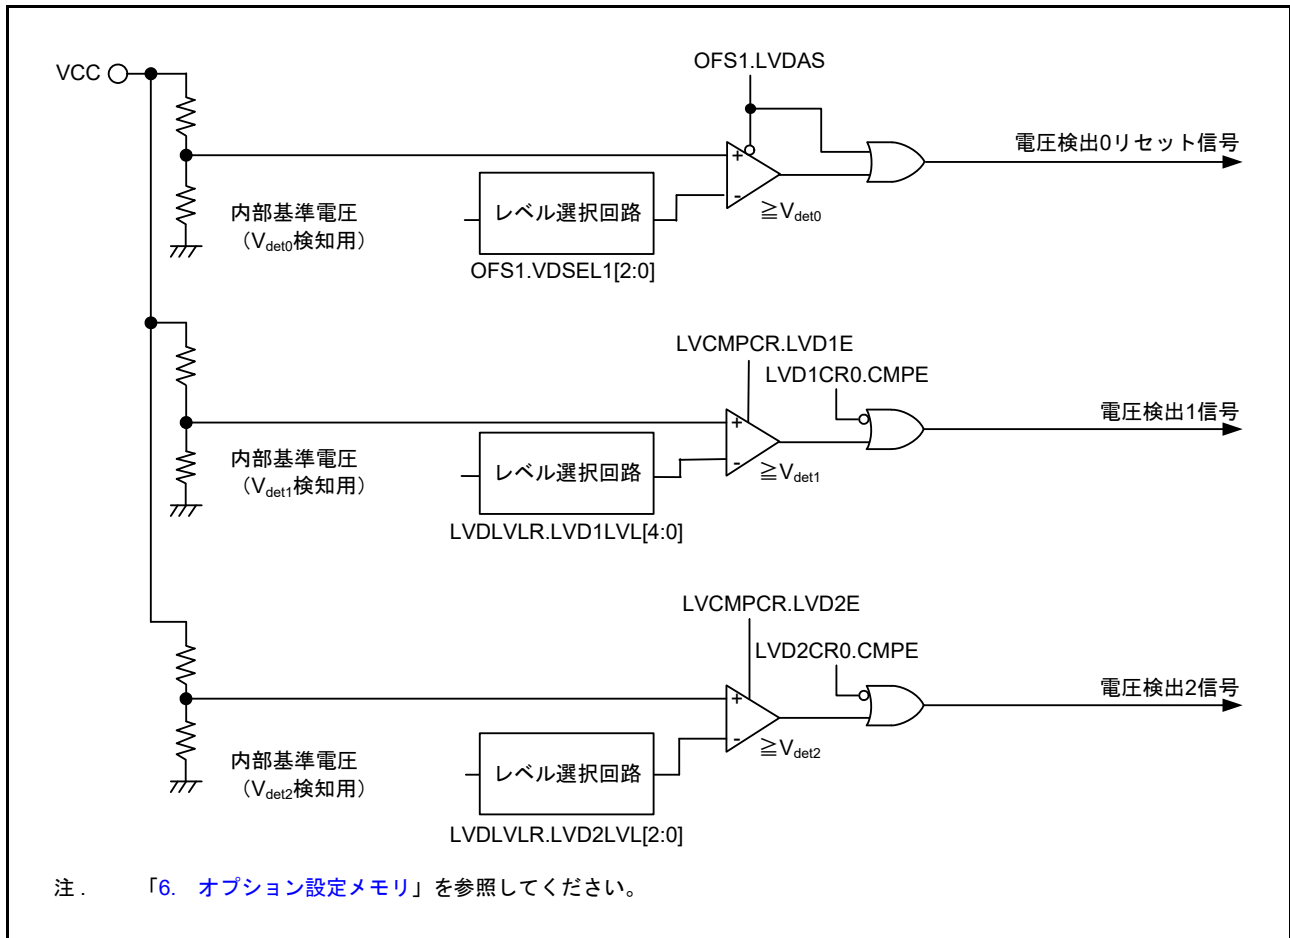 OFS1.LVDAS
VCC
電圧検出0リセット信号
+
-
レベル選択回路
内部基準電圧
（Vdet0検知用）
≧Vdet0
OFS1.VDSEL1[2:0]
LVCMPCR.LVD1E
LVD1CR0.CMPE
電圧検出1信号
+
-
内部基準電圧
（Vdet1検知用）
レベル選択回路
≧Vdet1
LVDLVLR.LVD1LVL[4:0]
LVCMPCR.LVD2E
LVD2CR0.CMPE
電圧検出2信号
+
-
≧Vdet2
内部基準電圧
（Vdet2検知用）
レベル選択回路
LVDLVLR.LVD2LVL[2:0]
注． 「6. オプション設定メモリ」を参照してください。